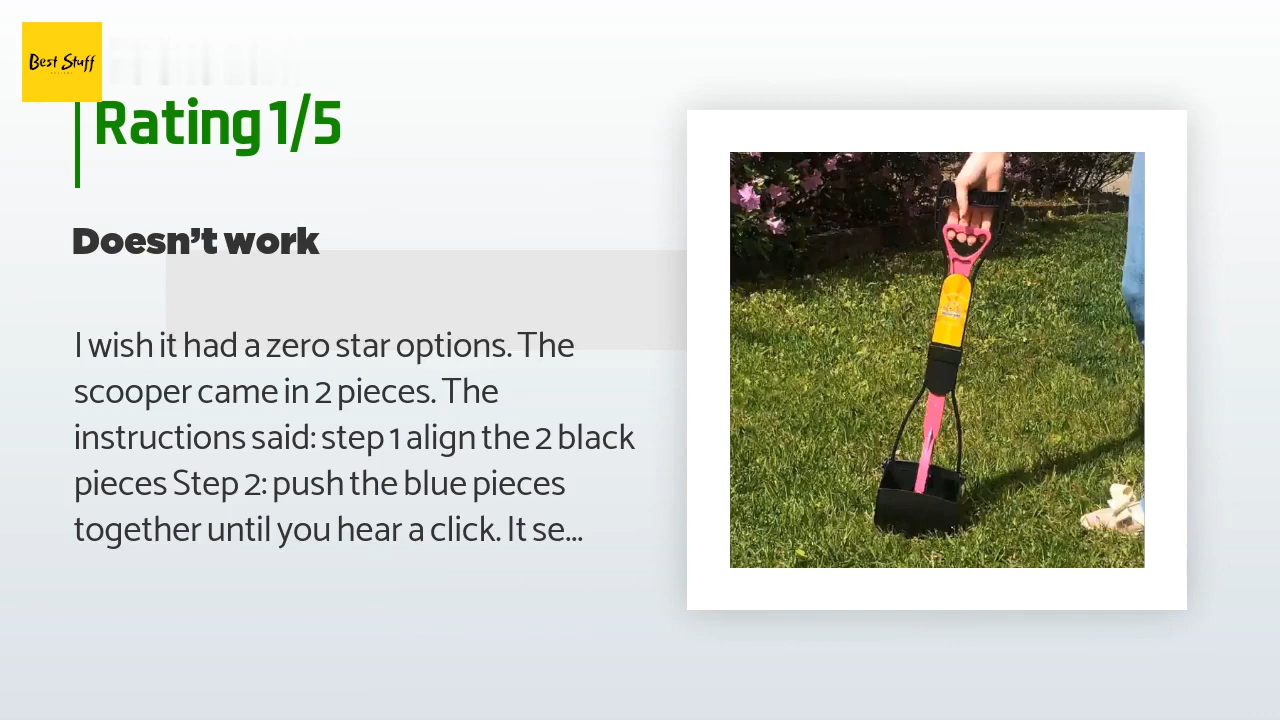 Best Stuff
Rating 1/5
Doesn't work
I wish it had a zero star options. The
scooper came in 2 pieces. The
instructions said: step 1 align the 2 black
pieces Step 2: push the blue pieces
together until you hear a click. It se...